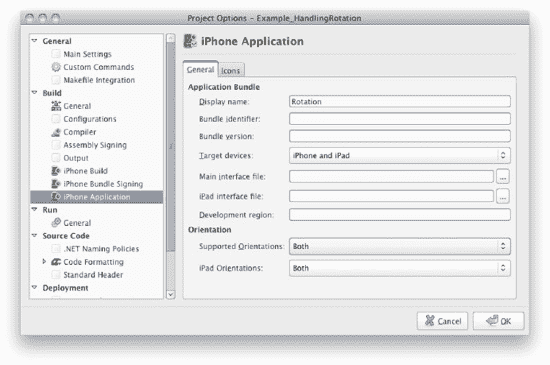 Project Options - Example_HandlingRotation
General
Main Settings
Custom Commands
Makefile Integration
Build
General
Configurations
Compiler
Assembly Signing
Output
iPhone Build
iPhone Bundle Signing
iPhone Application
Run
General
Source Code
.NET Naming Policies
Code Formatting
Standard Header
Deployment
iPhone Application
General
Icons
Application Bundle
Display name:
Rotation
Bundle identifier:
Bundle version:
Target devices:
iPhone and iPad
Main interface file:
...
iPad interface file:
...
Development region:
Orientation
Supported Orientations:
Both
iPad Orientations:
Both
Cancel
OK